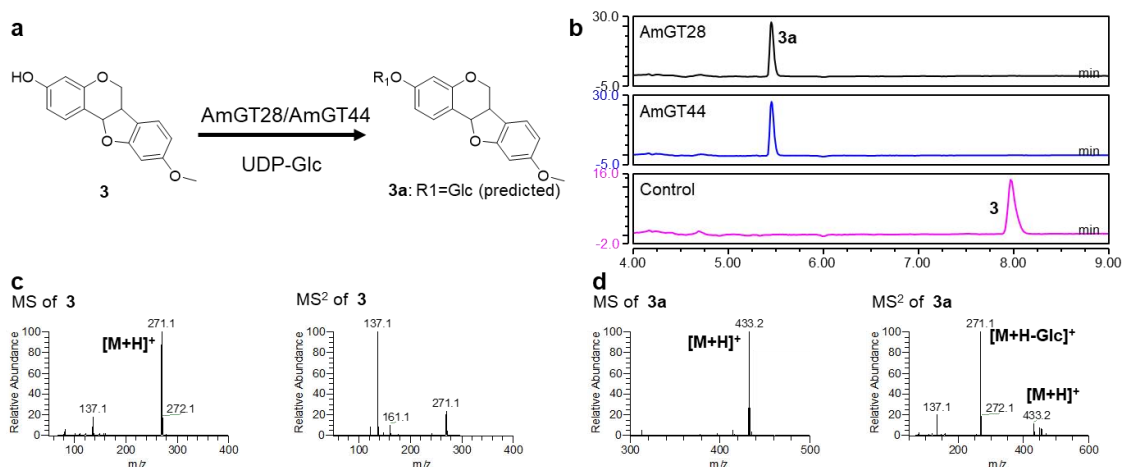 a
HO
O
O
O
3
AmGT28/AmGT44
UDP-Glc
R1O
O
O
O
3a: R1=Glc (predicted)
b
30.0
AmGT28
3a
min
-5.0
30.0
AmGT44
min
-5.0
16.0
Control
3
min
-2.0
4.00 5.00 6.00 7.00 8.00 9.00
c
MS of 3
271.1
[M+H]+
137.1
272.1
100
80
60
40
20
0
Relative Abundance
100 200 300 400
m/z
MS2 of 3
137.1
161.1
271.1
100
80
60
40
20
0
Relative Abundance
100 200 300 400
m/z
d
MS of 3a
433.2
[M+H]+
100
80
60
40
20
0
Relative Abundance
300 400 500
m/z
MS2 of 3a
271.1
[M+H-Glc]+
[M+H]+
137.1
272.1
433.2
100
80
60
40
20
0
Relative Abundance
200 400 600
m/z